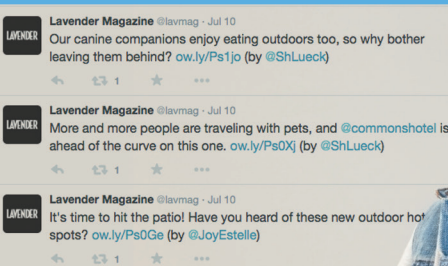 LAVENDER
Lavender Magazine @lavmag · Jul 10
Our canine companions enjoy eating outdoors too, so why bother
leaving them behind? ow.ly/Ps1jo (by @ShLueck)
1
LAVENDER
Lavender Magazine @lavmag · Jul 10
More and more people are traveling with pets, and @commonshotel is
ahead of the curve on this one. ow.ly/Ps0Xj (by @ShLueck)
1
LAVENDER
Lavender Magazine @lavmag · Jul 10
It's time to hit the patio! Have you heard of these new outdoor hot
spots? ow.ly/Ps0Ge (by @JoyEstelle)
1